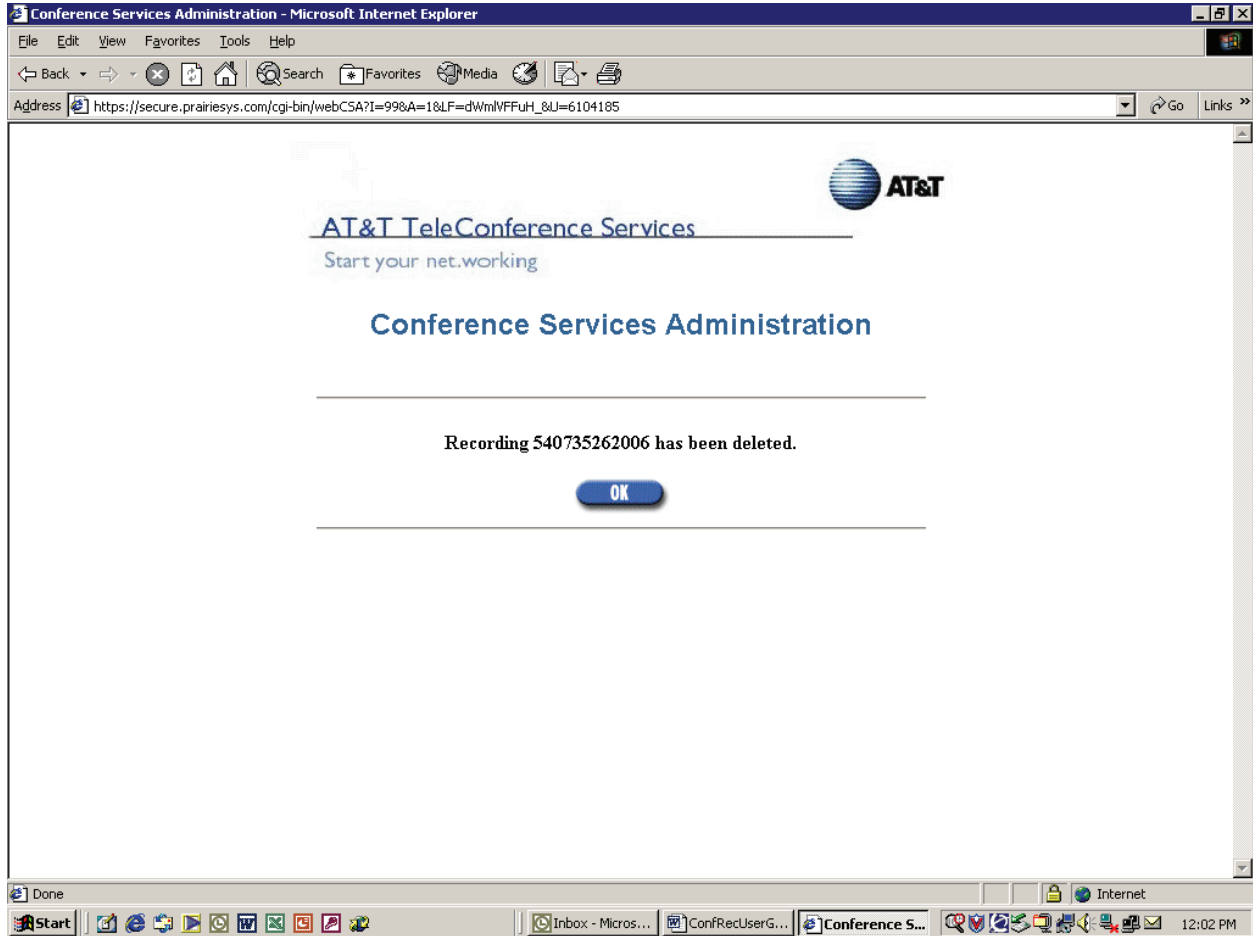 Conference Services Administration - Microsoft Internet Explorer
File Edit View Favorites Tools Help
Back Search Favorites Media
Address https://secure.prairiesys.com/cgi-bin/webCSA?I=99&A=1&LF=dWmlVFFuH_&U=6104185 Go Links »
AT&T
AT&T TeleConference Services
Start your net.working
Conference Services Administration
Recording 540735262006 has been deleted.
OK
Done Internet
Start Inbox - Micros... ConfRecUserG... Conference S... 12:02 PM